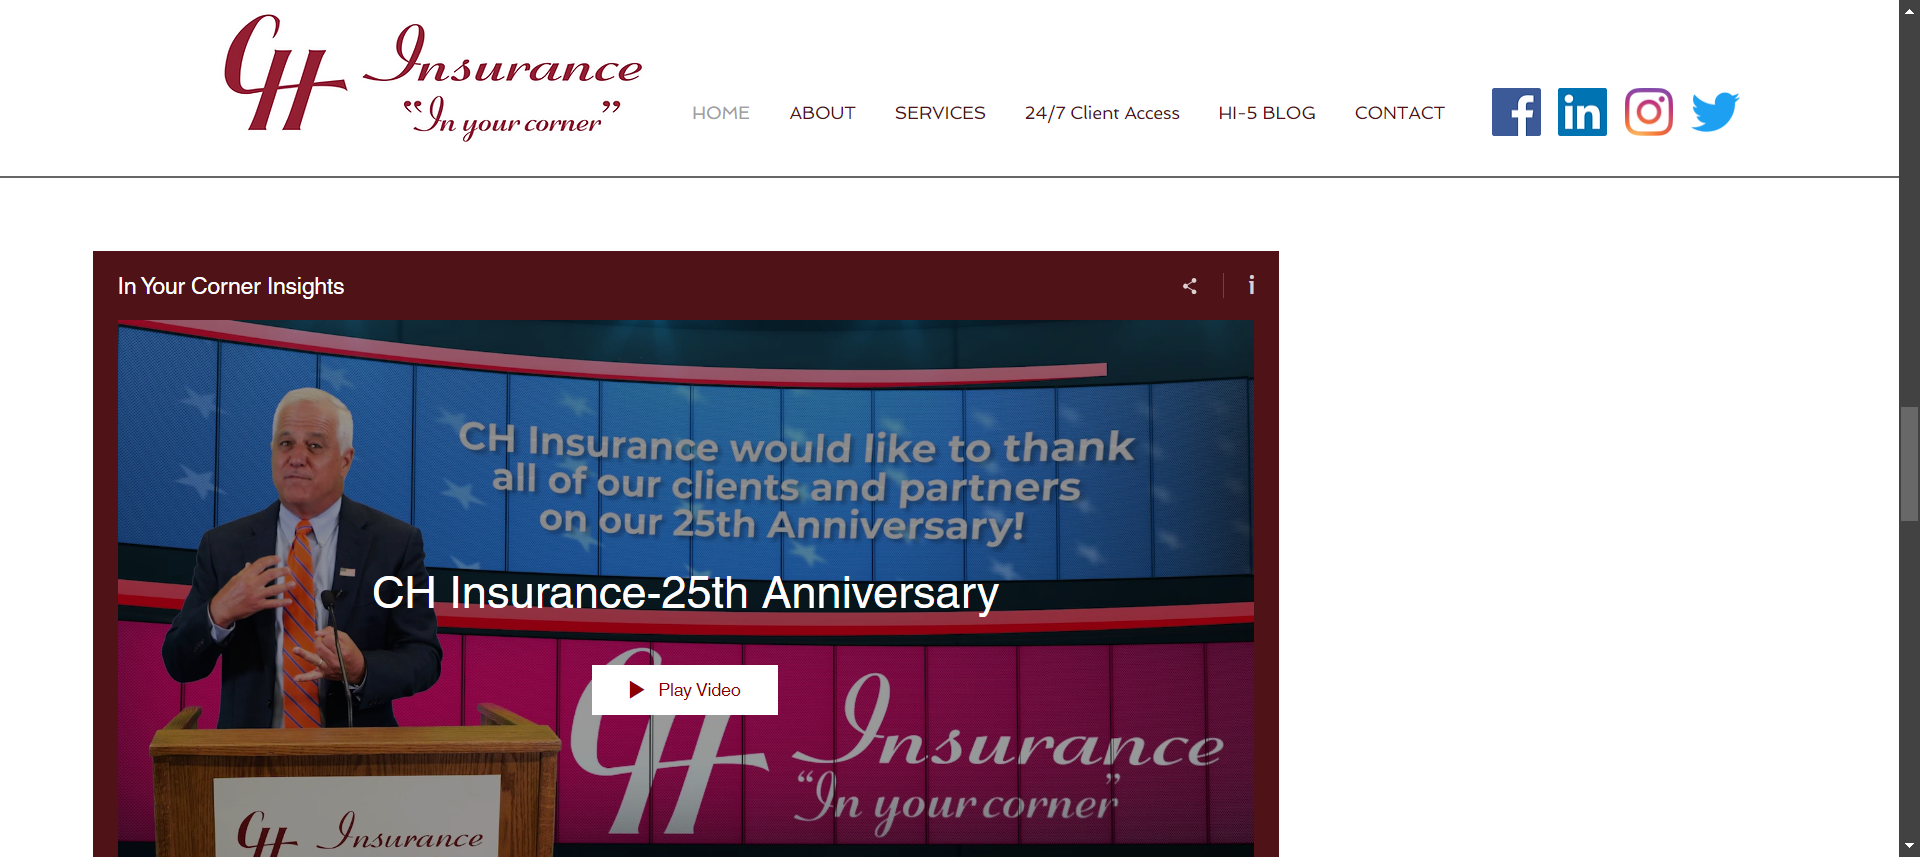 CH Insurance
"In your corner"
HOME ABOUT SERVICES 24/7 Client Access HI-5 BLOG CONTACT
In Your Corner Insights
CH Insurance would like to thank
all of our clients and partners
on our 25th Anniversary!
CH Insurance-25th Anniversary
Play Video
CH Insurance
"In your corner"
CH Insurance